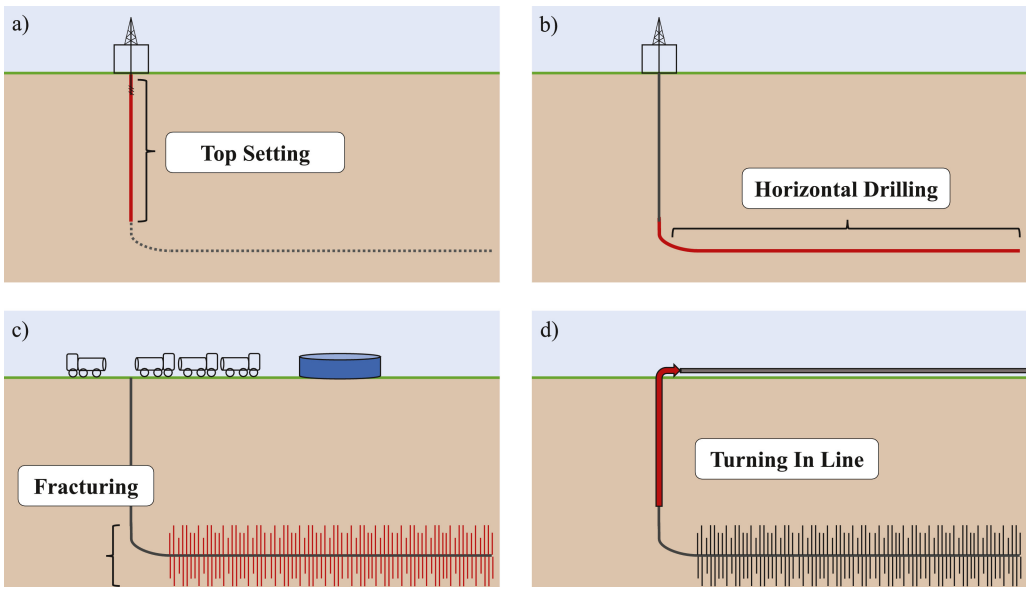 a)
Top Setting
b)
Horizontal Drilling
c)
Fracturing
d)
Turning In Line